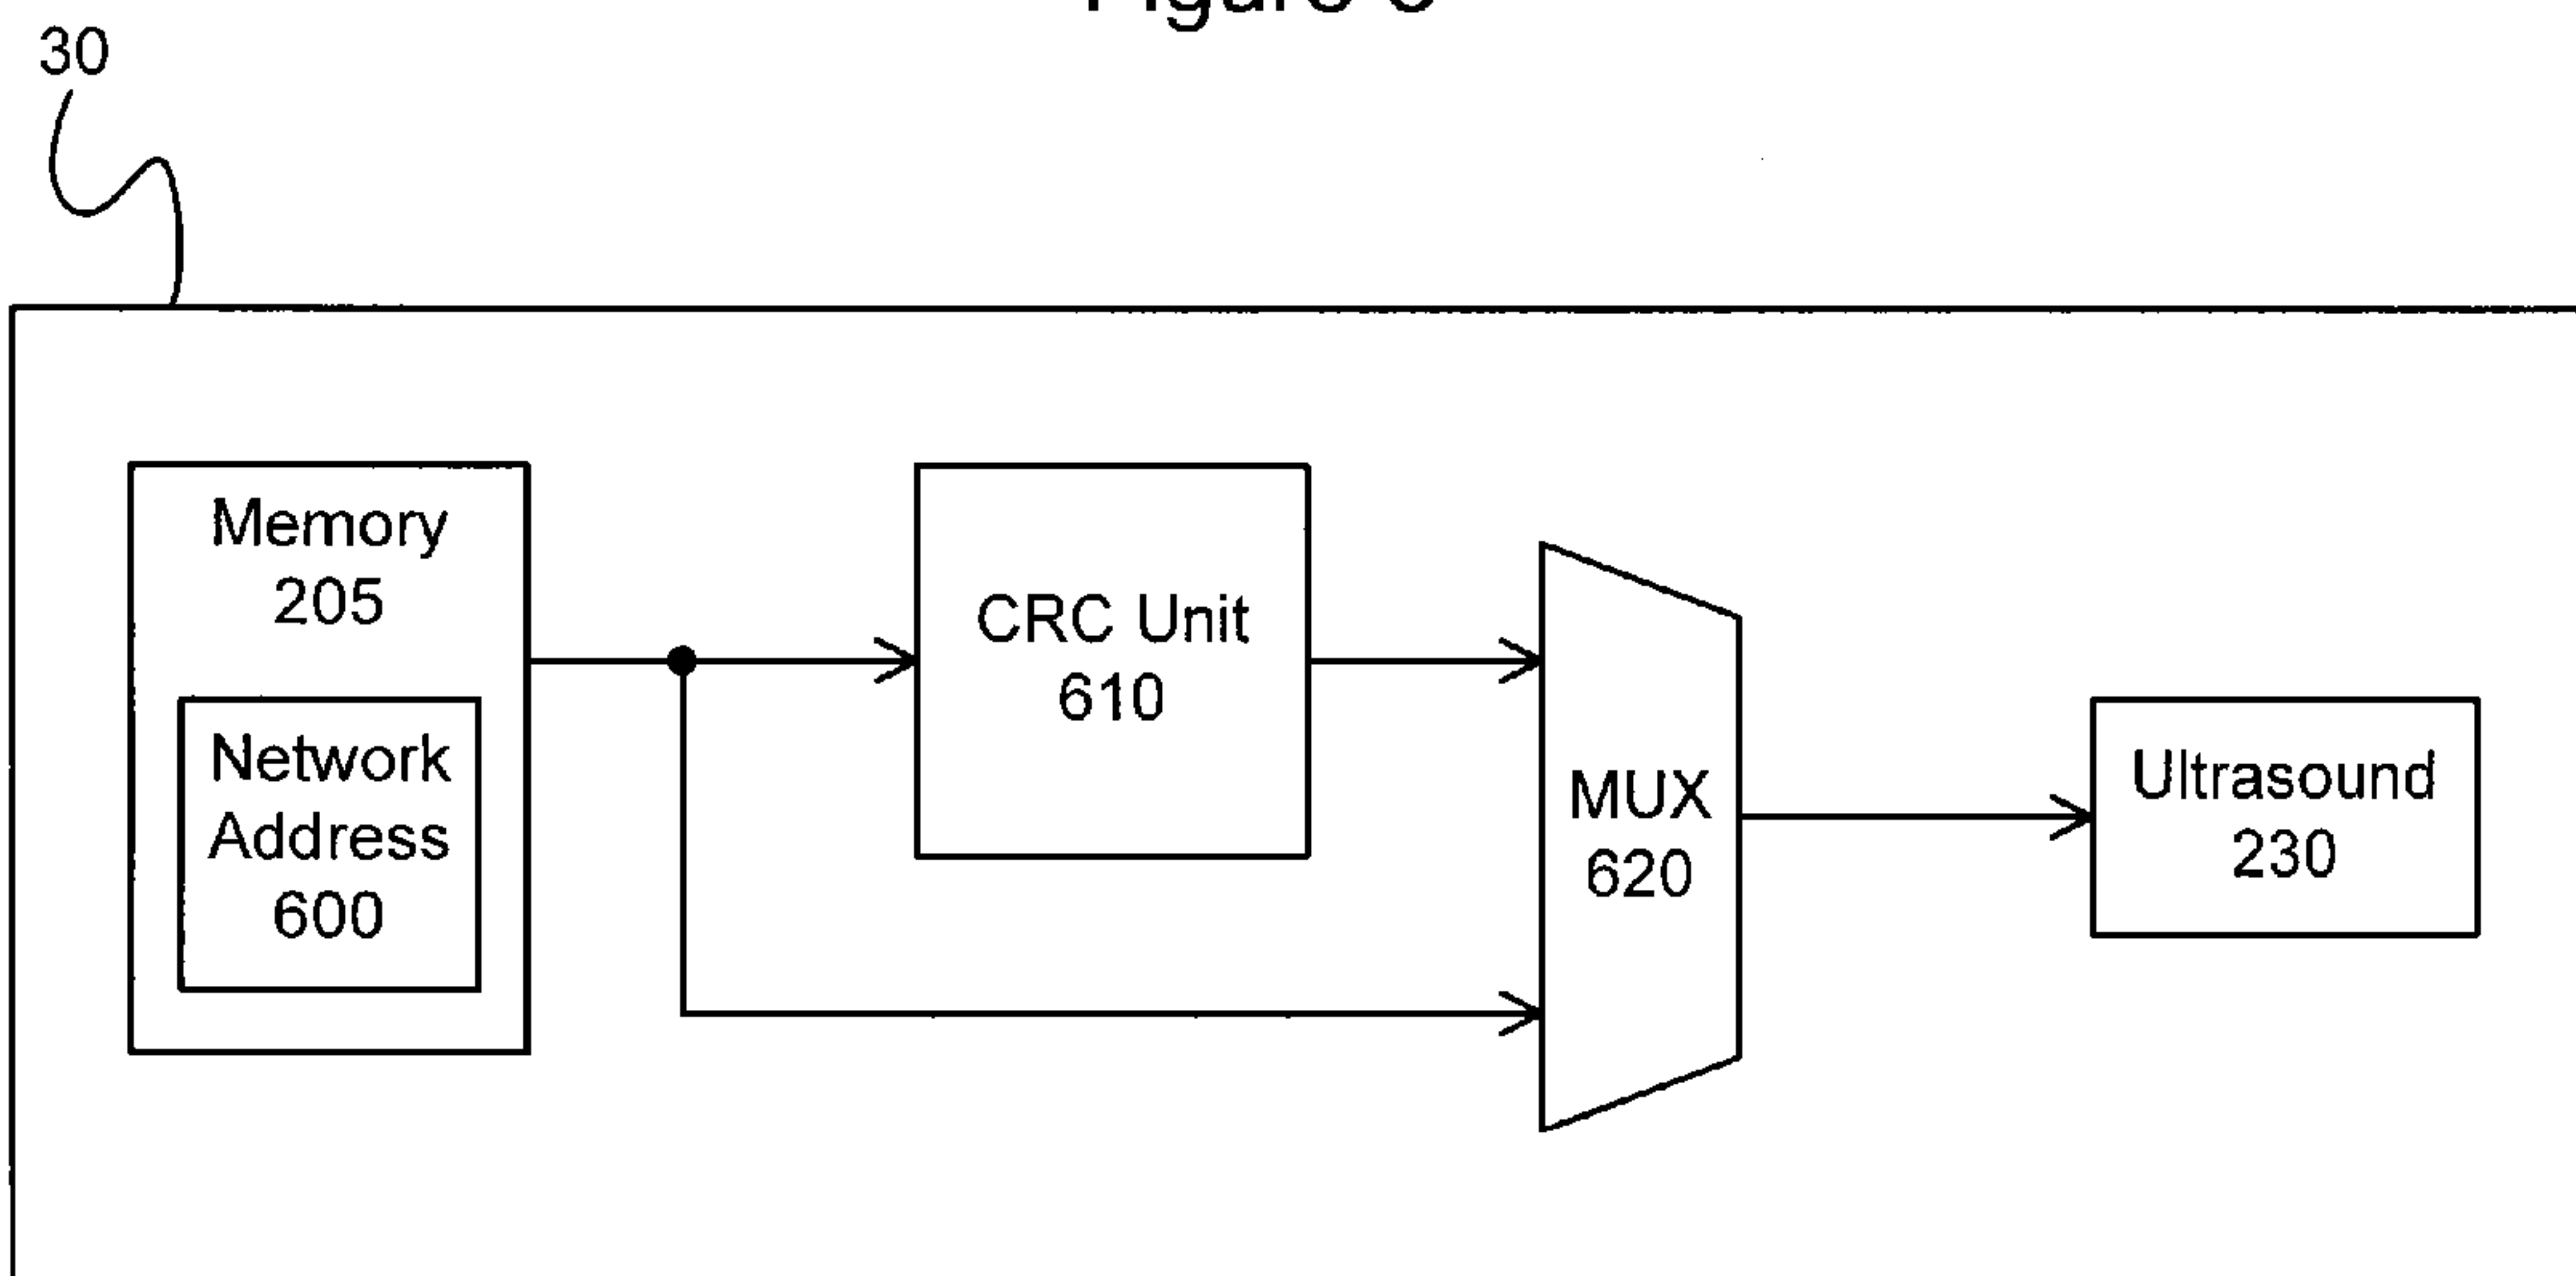 30
Memory
205
Network
Address
600
CRC Unit
610
MUX
620
Ultrasound
230